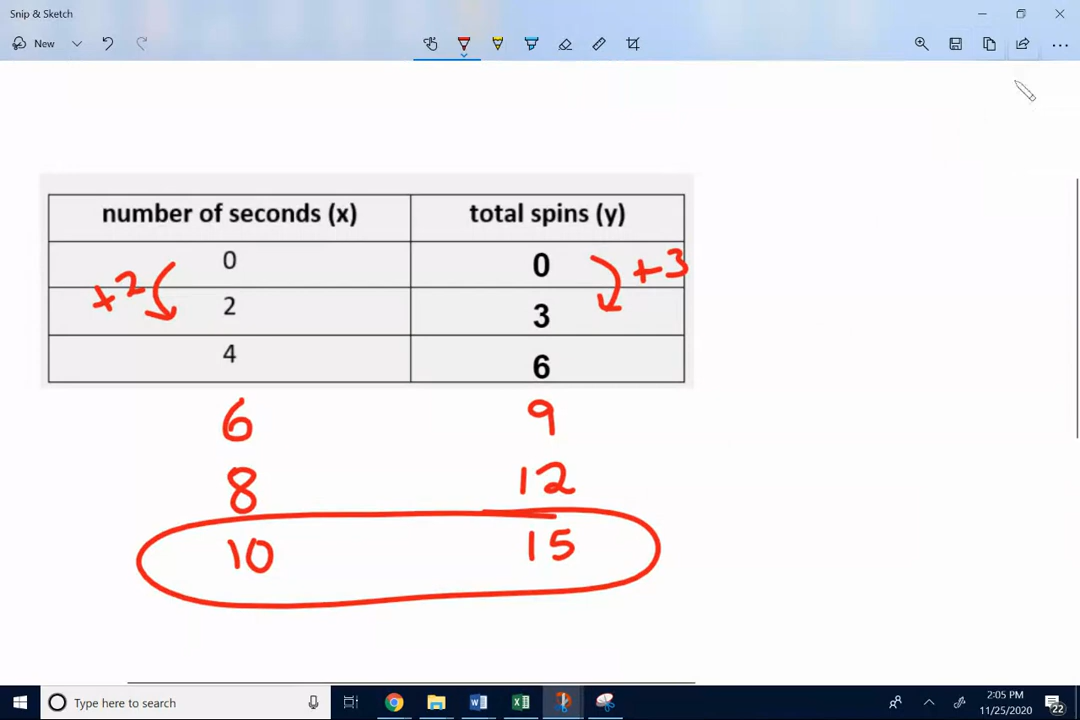 Snip & Sketch
New
number of seconds (x) total spins (y)
0 0 +3
+2
2 3
4 6
6 9
8 12
10 15
Type here to search
2:05 PM
11/25/2020
22